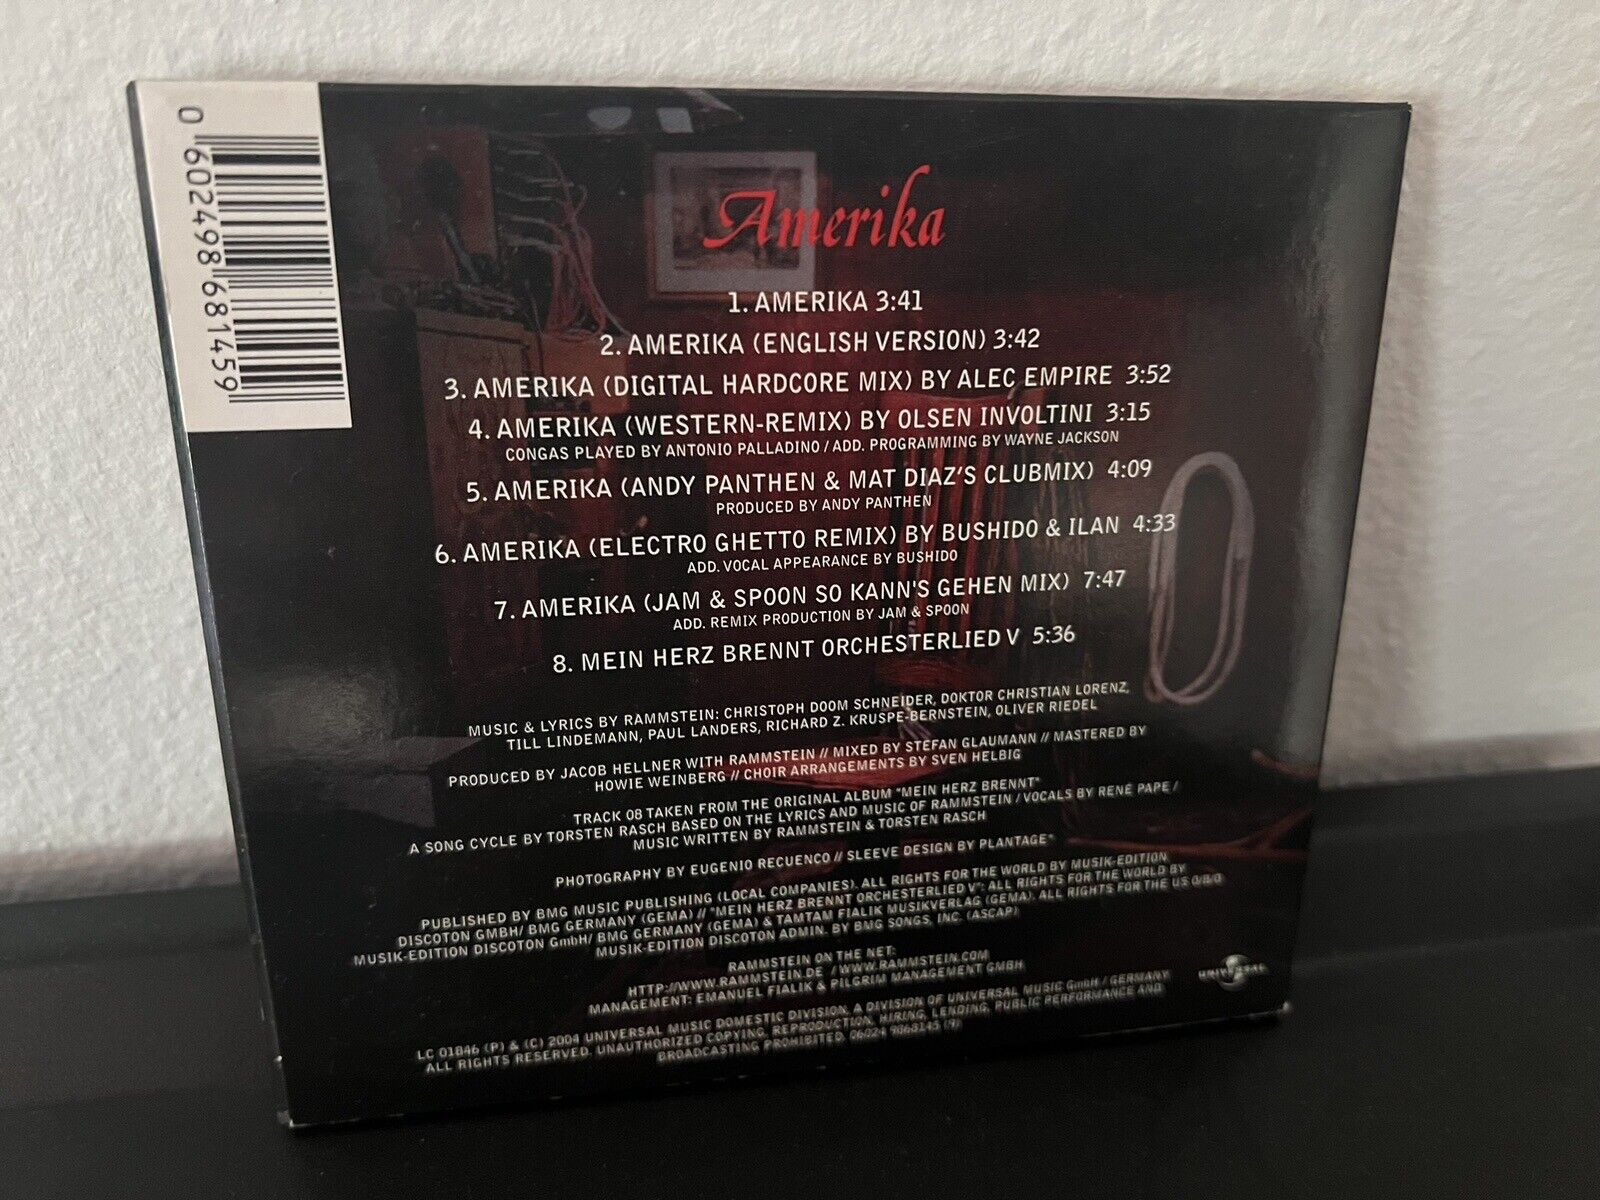 0 602498 681459
Amerika
1. AMERIKA 3:41
2. AMERIKA (ENGLISH VERSION) 3:42
3. AMERIKA (DIGITAL HARDCORE MIX) BY ALEC EMPIRE 3:52
4. AMERIKA (WESTERN-REMIX) BY OLSEN INVOLTINI 3:15
CONGAS PLAYED BY ANTONIO PALLADINO / ADD. PROGRAMMING BY WAYNE JACKSON
5. AMERIKA (ANDY PANTHEN & MAT DIAZ'S CLUBMIX) 4:09
PRODUCED BY ANDY PANTHEN
6. AMERIKA (ELECTRO GHETTO REMIX) BY BUSHIDO & ILAN 4:33
ADD. VOCAL APPEARANCE BY BUSHIDO
7. AMERIKA (JAM & SPOON SO KANN'S GEHEN MIX) 7:47
ADD. REMIX PRODUCTION BY JAM & SPOON
8. MEIN HERZ BRENNT ORCHESTERLIED V 5:36
MUSIC & LYRICS BY RAMMSTEIN: CHRISTOPH DOOM SCHNEIDER, DOKTOR CHRISTIAN LORENZ,
TILL LINDEMANN, PAUL LANDERS, RICHARD Z. KRUSPE-BERNSTEIN, OLIVER RIEDEL
PRODUCED BY JACOB HELLNER WITH RAMMSTEIN // MIXED BY STEFAN GLAUMANN // MASTERED BY
HOWIE WEINBERG // CHOIR ARRANGEMENTS BY SVEN HELBIG
TRACK 08 TAKEN FROM THE ORIGINAL ALBUM "MEIN HERZ BRENNT"
A SONG CYCLE BY TORSTEN RASCH BASED ON THE LYRICS AND MUSIC OF RAMMSTEIN / VOCALS BY RENÉ PAPE /
MUSIC WRITTEN BY RAMMSTEIN & TORSTEN RASCH
PHOTOGRAPHY BY EUGENIO RECUENCO // SLEEVE DESIGN BY PLANTAGE*
PUBLISHED BY BMG MUSIC PUBLISHING (LOCAL COMPANIES). ALL RIGHTS FOR THE WORLD BY MUSIK-EDITION
DISCOTON GMBH/ BMG GERMANY (GEMA) // "MEIN HERZ BRENNT ORCHESTERLIED V": ALL RIGHTS FOR THE WORLD BY
MUSIK-EDITION DISCOTON GmbH/ BMG GERMANY (GEMA) & TAMTAM FIALIK MUSIKVERLAG (GEMA). ALL RIGHTS FOR THE US O/B/O
MUSIK-EDITION DISCOTON ADMIN. BY BMG SONGS, INC. (ASCAP)
RAMMSTEIN ON THE NET:
HTTP://WWW.RAMMSTEIN.DE / WWW.RAMMSTEIN.COM
MANAGEMENT: EMANUEL FIALIK & PILGRIM MANAGEMENT GMBH
LC 01846 (P) & (C) 2004 UNIVERSAL MUSIC DOMESTIC DIVISION, A DIVISION OF UNIVERSAL MUSIC GmbH / GERMANY
ALL RIGHTS RESERVED. UNAUTHORIZED COPYING, REPRODUCTION, HIRING, LENDING, PUBLIC PERFORMANCE AND
BROADCASTING PROHIBITED. 06024 9868145 (9)
UNIVERSAL